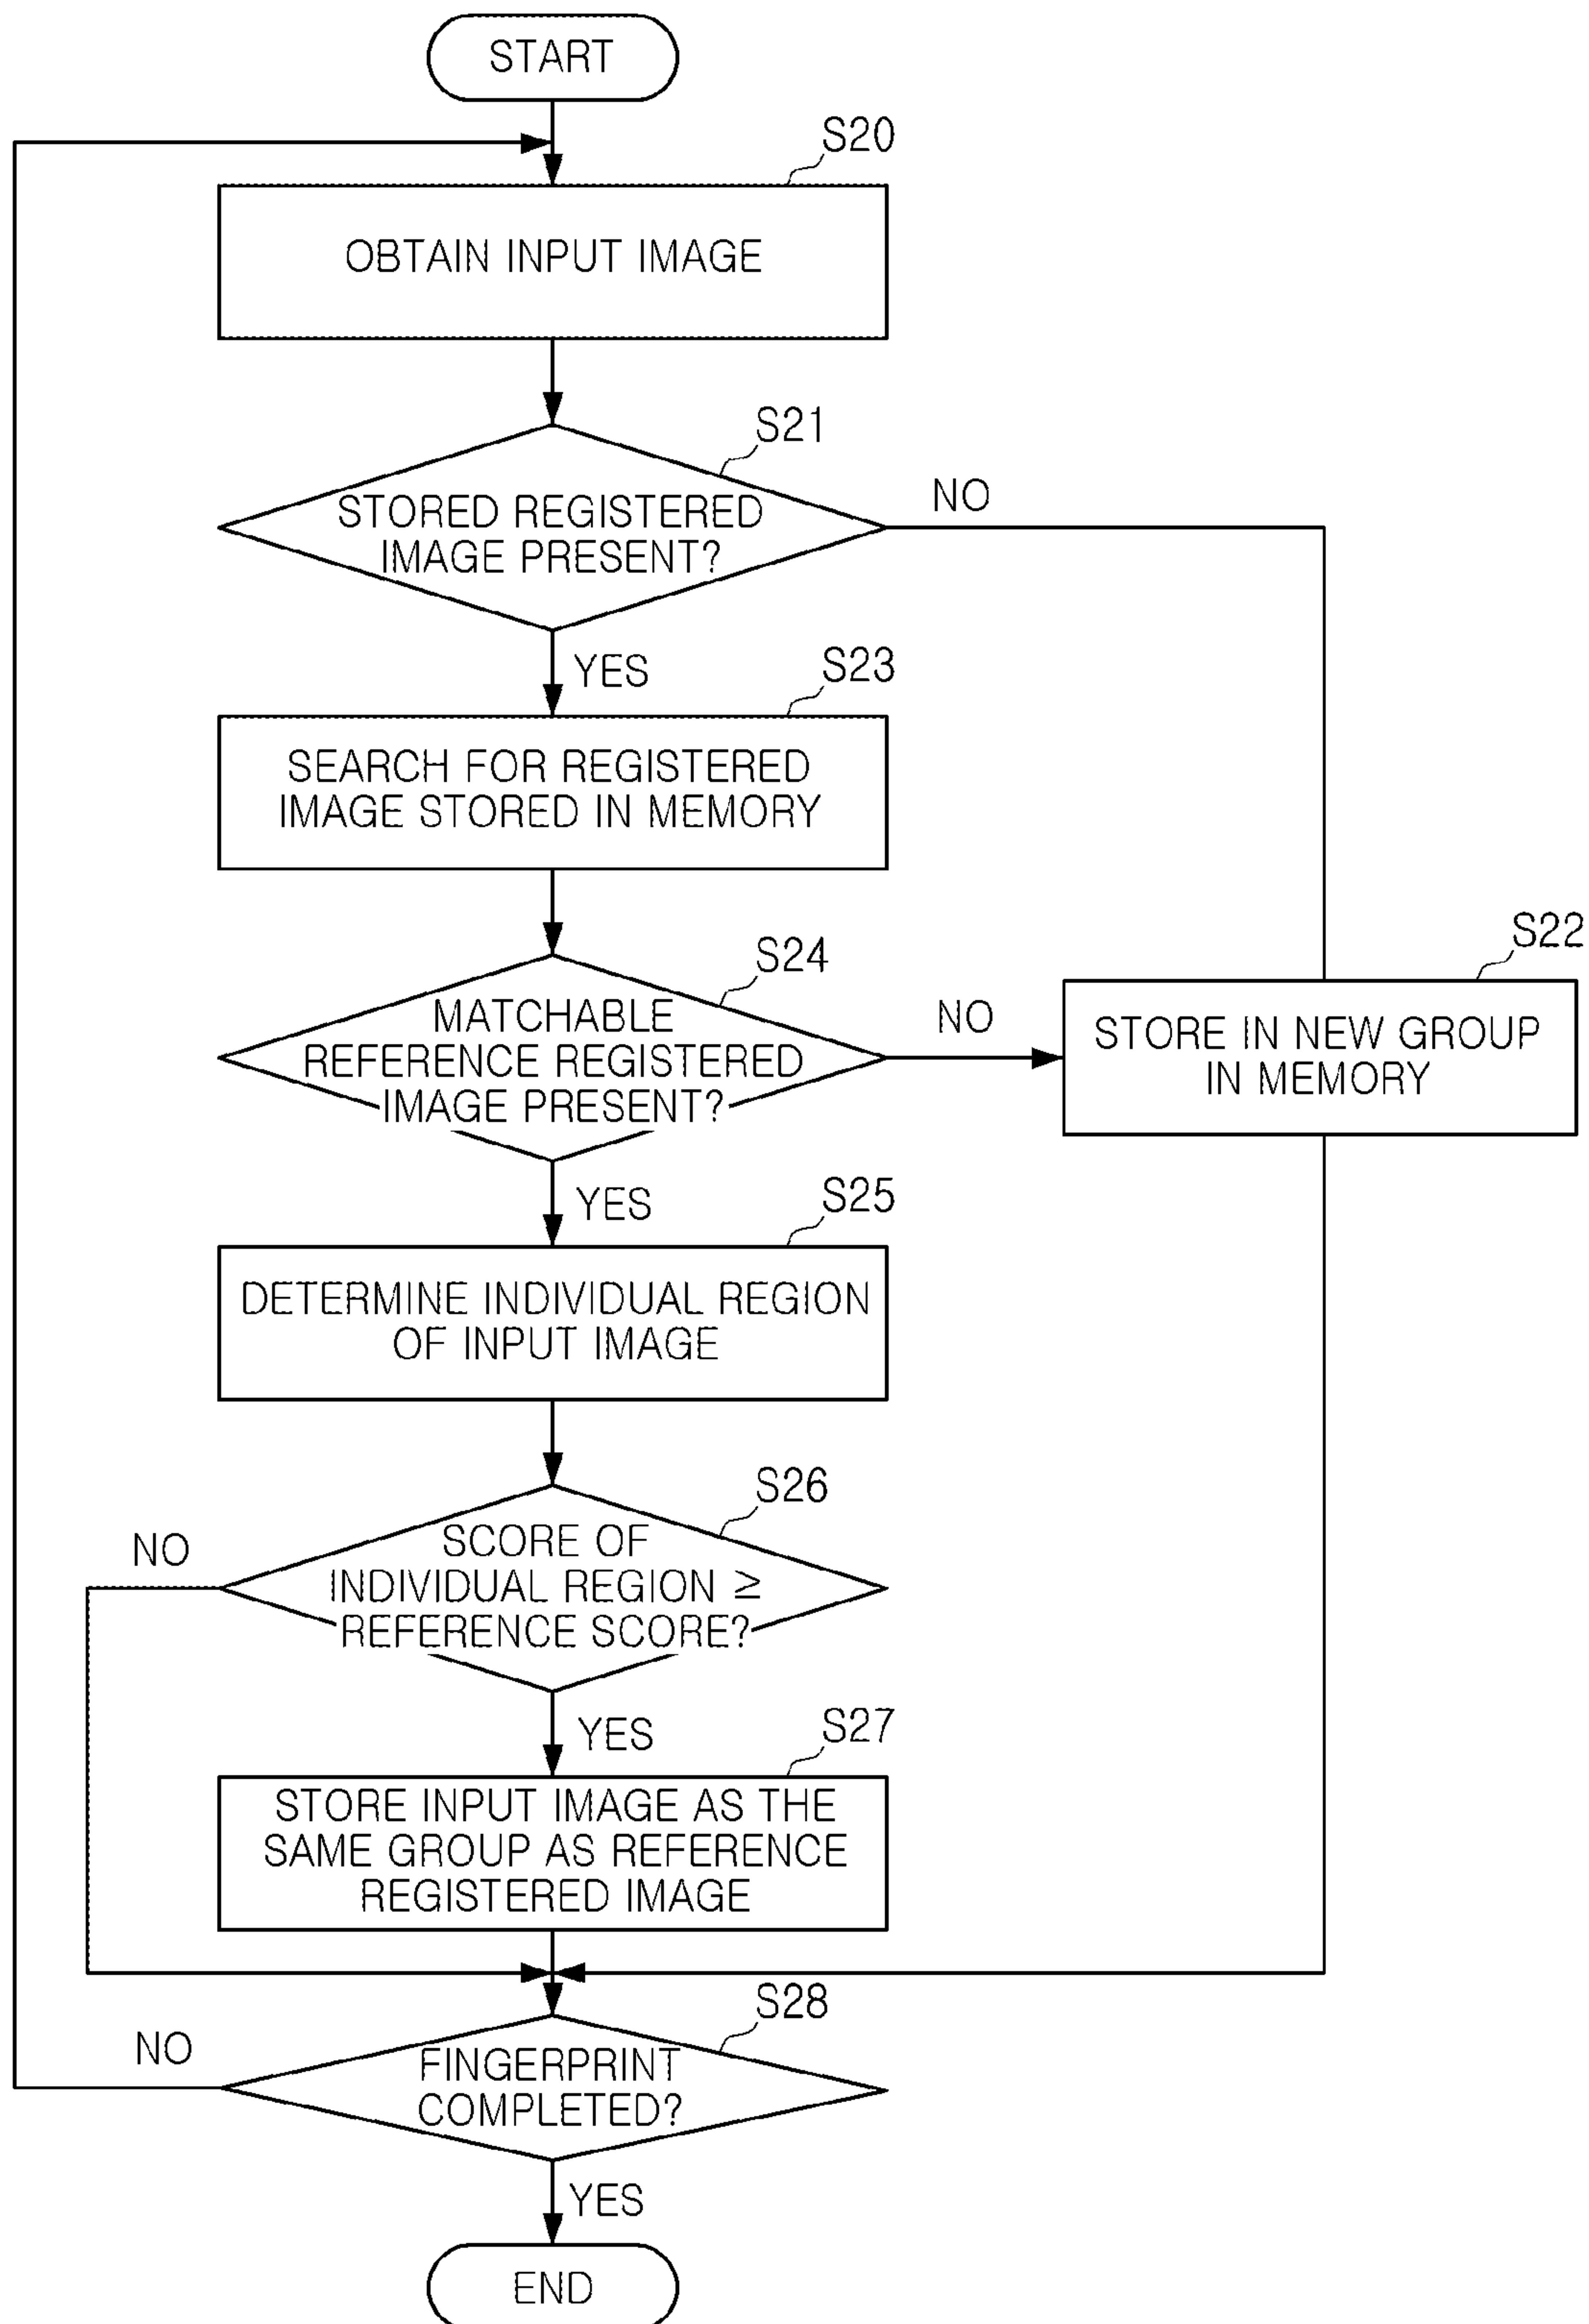 START
S20
OBTAIN INPUT IMAGE
S21
STORED REGISTERED
IMAGE PRESENT?
NO
YES
S23
SEARCH FOR REGISTERED
IMAGE STORED IN MEMORY
S24
MATCHABLE
REFERENCE REGISTERED
IMAGE PRESENT?
NO
S22
STORE IN NEW GROUP
IN MEMORY
YES
S25
DETERMINE INDIVIDUAL REGION
OF INPUT IMAGE
S26
SCORE OF
INDIVIDUAL REGION ≥
REFERENCE SCORE?
NO
YES
S27
STORE INPUT IMAGE AS THE
SAME GROUP AS REFERENCE
REGISTERED IMAGE
S28
FINGERPRINT
COMPLETED?
NO
YES
END